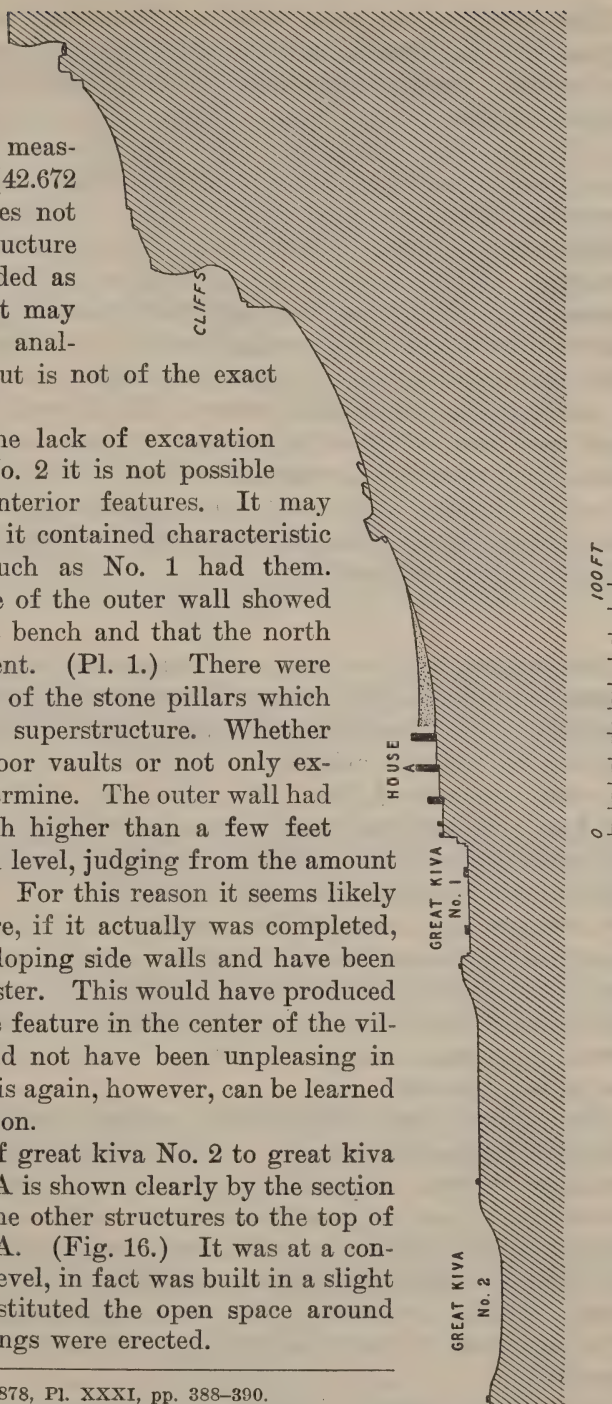 meas-
42.672
es not
ucture
ded as
t may
anal-
ut is not of the exact
ne lack of excavation
o. 2 it is not possible
nterior features. It may
it contained characteristic
uch as No. 1 had them.
e of the outer wall showed
bench and that the north
ent. (Pl. 1.) There were
of the stone pillars which
superstructure. Whether
oor vaults or not only ex-
ermine. The outer wall had
h higher than a few feet
level, judging from the amount
For this reason it seems likely
re, if it actually was completed,
loping side walls and have been
ster. This would have produced
e feature in the center of the vil-
d not have been unpleasing in
is again, however, can be learned
on.
f great kiva No. 2 to great kiva
A is shown clearly by the section
ne other structures to the top of
A. (Fig. 16.) It was at a con-
evel, in fact was built in a slight
stituted the open space around
ngs were erected.
878, Pl. XXXI, pp. 388–390.
CLIFFS
HOUSE
A
GREAT KIVA
No. 1
GREAT KIVA
No. 2
0
100 FT